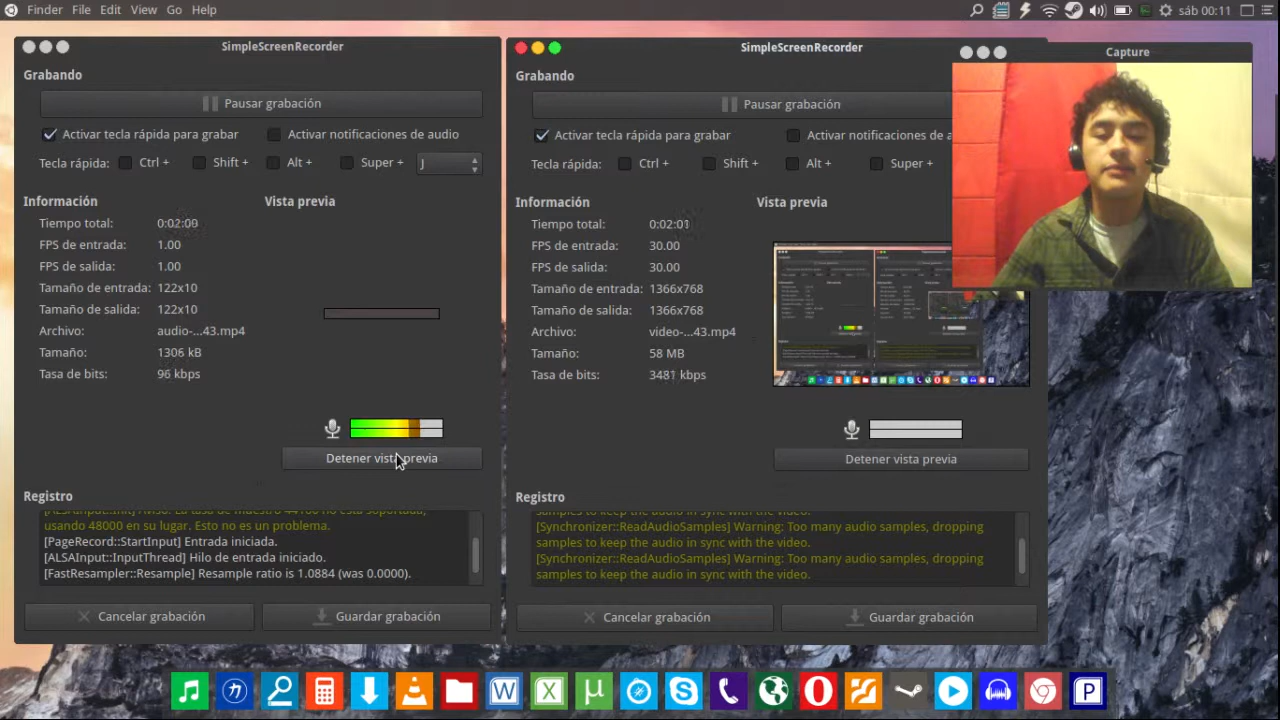 Finder File Edit View Go Help
sáb 00:11
SimpleScreenRecorder
Grabando
Pausar grabación
Activar tecla rápida para grabar
Activar notificaciones de audio
Tecla rápida: Ctrl + Shift + Alt + Super + J
Información
Vista previa
Tiempo total: 0:02:00
FPS de entrada: 1.00
FPS de salida: 1.00
Tamaño de entrada: 122x10
Tamaño de salida: 122x10
Archivo: audio-...43.mp4
Tamaño: 1306 kB
Tasa de bits: 96 kbps
Detener vista previa
Registro
usando 48000 en su lugar. Esto no es un problema.
[PageRecord::StartInput] Entrada iniciada.
[ALSAInput::InputThread] Hilo de entrada iniciado.
[FastResampler::Resample] Resample ratio is 1.0884 (was 0.0000).
Cancelar grabación
Guardar grabación
SimpleScreenRecorder
Grabando
Pausar grabación
Activar tecla rápida para grabar
Activar notificaciones de a
Tecla rápida: Ctrl + Shift + Alt + Super +
Información
Vista previa
Tiempo total: 0:02:01
FPS de entrada: 30.00
FPS de salida: 30.00
Tamaño de entrada: 1366x768
Tamaño de salida: 1366x768
Archivo: video-...43.mp4
Tamaño: 58 MB
Tasa de bits: 3481 kbps
Detener vista previa
Registro
samples to keep the audio in sync with the video.
[Synchronizer::ReadAudioSamples] Warning: Too many audio samples, dropping
samples to keep the audio in sync with the video.
[Synchronizer::ReadAudioSamples] Warning: Too many audio samples, dropping
samples to keep the audio in sync with the video.
Cancelar grabación
Guardar grabación
Capture